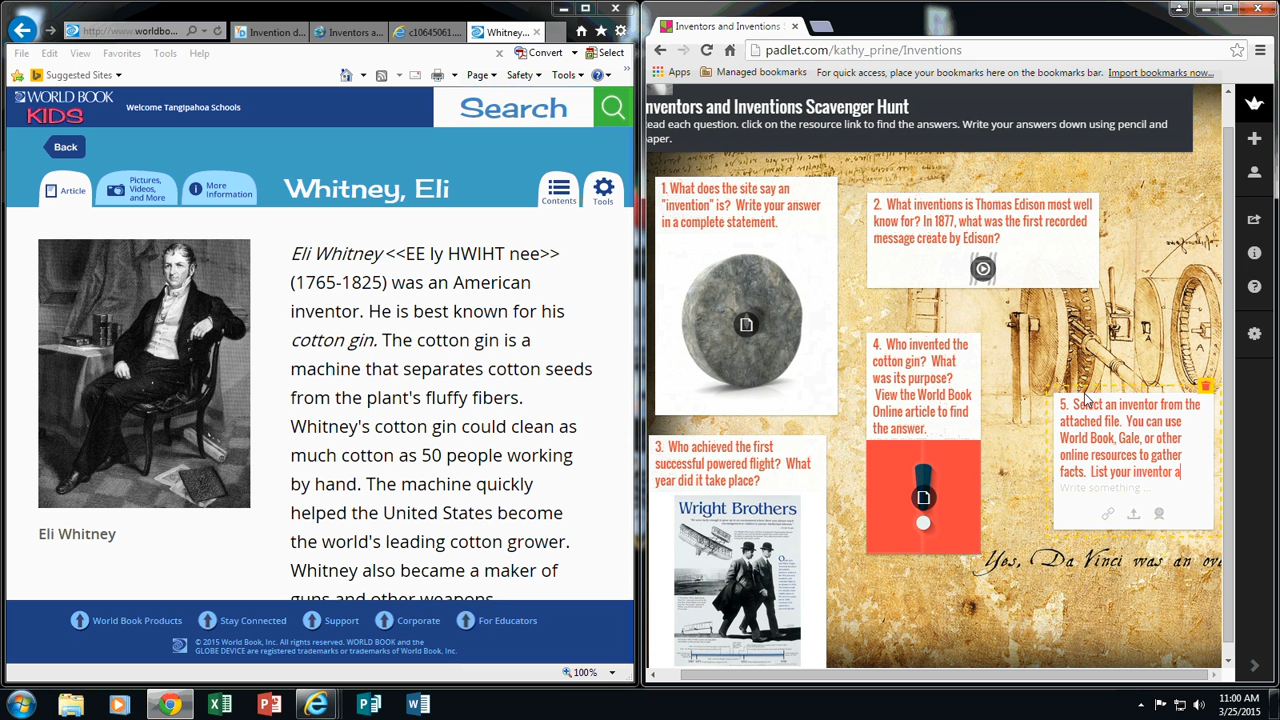 http://www.worldbo...
Invention d...
Inventors a...
c10645061...
Whitney,...
File Edit View Favorites Tools Help
Convert
Select
Suggested Sites
Page Safety Tools
WORLD BOOK
KIDS
Welcome Tangipahoa Schools
Search
Back
Article
Pictures,
Videos,
and More
More
Information
Whitney, Eli
Contents
Tools
Eli Whitney <<EE ly HWIHT nee>>
(1765-1825) was an American
inventor. He is best known for his
cotton gin. The cotton gin is a
machine that separates cotton seeds
from the plant's fluffy fibers.
Whitney's cotton gin could clean as
much cotton as 50 people working
by hand. The machine quickly
helped the United States become
the world's leading cotton grower.
Whitney also became a maker of
guns and other weapons.
Eli Whitney
World Book Products
Stay Connected
Support
Corporate
For Educators
© 2015 World Book, Inc. All rights reserved. WORLD BOOK and the
GLOBE DEVICE are registered trademarks or trademarks of World Book, Inc.
100%
Inventors and Inventions
padlet.com/kathy_prine/Inventions
Apps
Managed bookmarks
For quick access, place your bookmarks here on the bookmarks bar.
Import bookmarks now...
nventors and Inventions Scavenger Hunt
ead each question. click on the resource link to find the answers. Write your answers down using pencil and
aper.
1. What does the site say an
"invention" is? Write your answer
in a complete statement.
2. What inventions is Thomas Edison most well
know for? In 1877, what was the first recorded
message create by Edison?
3. Who achieved the first
successful powered flight? What
year did it take place?
Wright Brothers
4. Who invented the
cotton gin? What
was its purpose?
View the World Book
Online article to find
the answer.
5. Select an inventor from the
attached file. You can use
World Book, Gale, or other
online resources to gather
facts. List your inventor a
Write something ...
Yes, Da Vinci was an ov
11:00 AM
3/25/2015